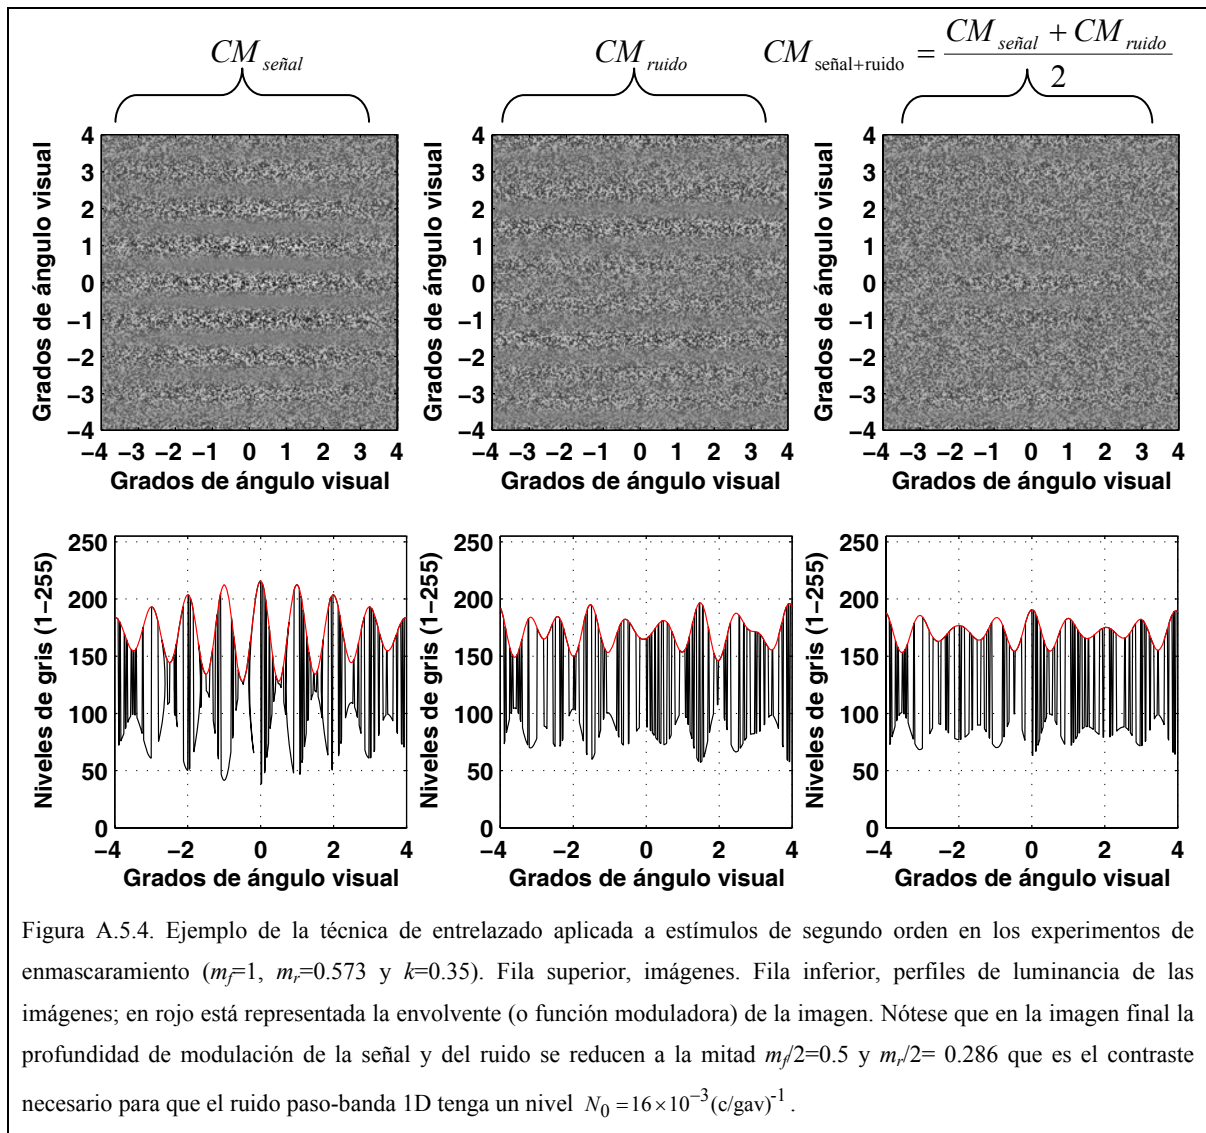 CM señal
CM ruido
CM señal+ruido = (CM señal + CM ruido) / 2
4
3
2
1
0
−1
−2
−3
−4
−4 −3 −2 −1 0 1 2 3 4
Grados de ángulo visual
Grados de ángulo visual
4
3
2
1
0
−1
−2
−3
−4
−4 −3 −2 −1 0 1 2 3 4
Grados de ángulo visual
Grados de ángulo visual
4
3
2
1
0
−1
−2
−3
−4
−4 −3 −2 −1 0 1 2 3 4
Grados de ángulo visual
Grados de ángulo visual
250
200
150
100
50
0
−4 −2 0 2 4
Niveles de gris (1−255)
Grados de ángulo visual
250
200
150
100
50
0
−4 −2 0 2 4
Niveles de gris (1−255)
Grados de ángulo visual
250
200
150
100
50
0
−4 −2 0 2 4
Niveles de gris (1−255)
Grados de ángulo visual
Figura A.5.4. Ejemplo de la técnica de entrelazado aplicada a estímulos de segundo orden en los experimentos de
enmascaramiento (mf=1, mr=0.573 y k=0.35). Fila superior, imágenes. Fila inferior, perfiles de luminancia de las
imágenes; en rojo está representada la envolvente (o función moduladora) de la imagen. Nótese que en la imagen final la
profundidad de modulación de la señal y del ruido se reducen a la mitad mf/2=0.5 y mr/2= 0.286 que es el contraste
necesario para que el ruido paso-banda 1D tenga un nivel N₀ = 16×10⁻³(c/gav)⁻¹.